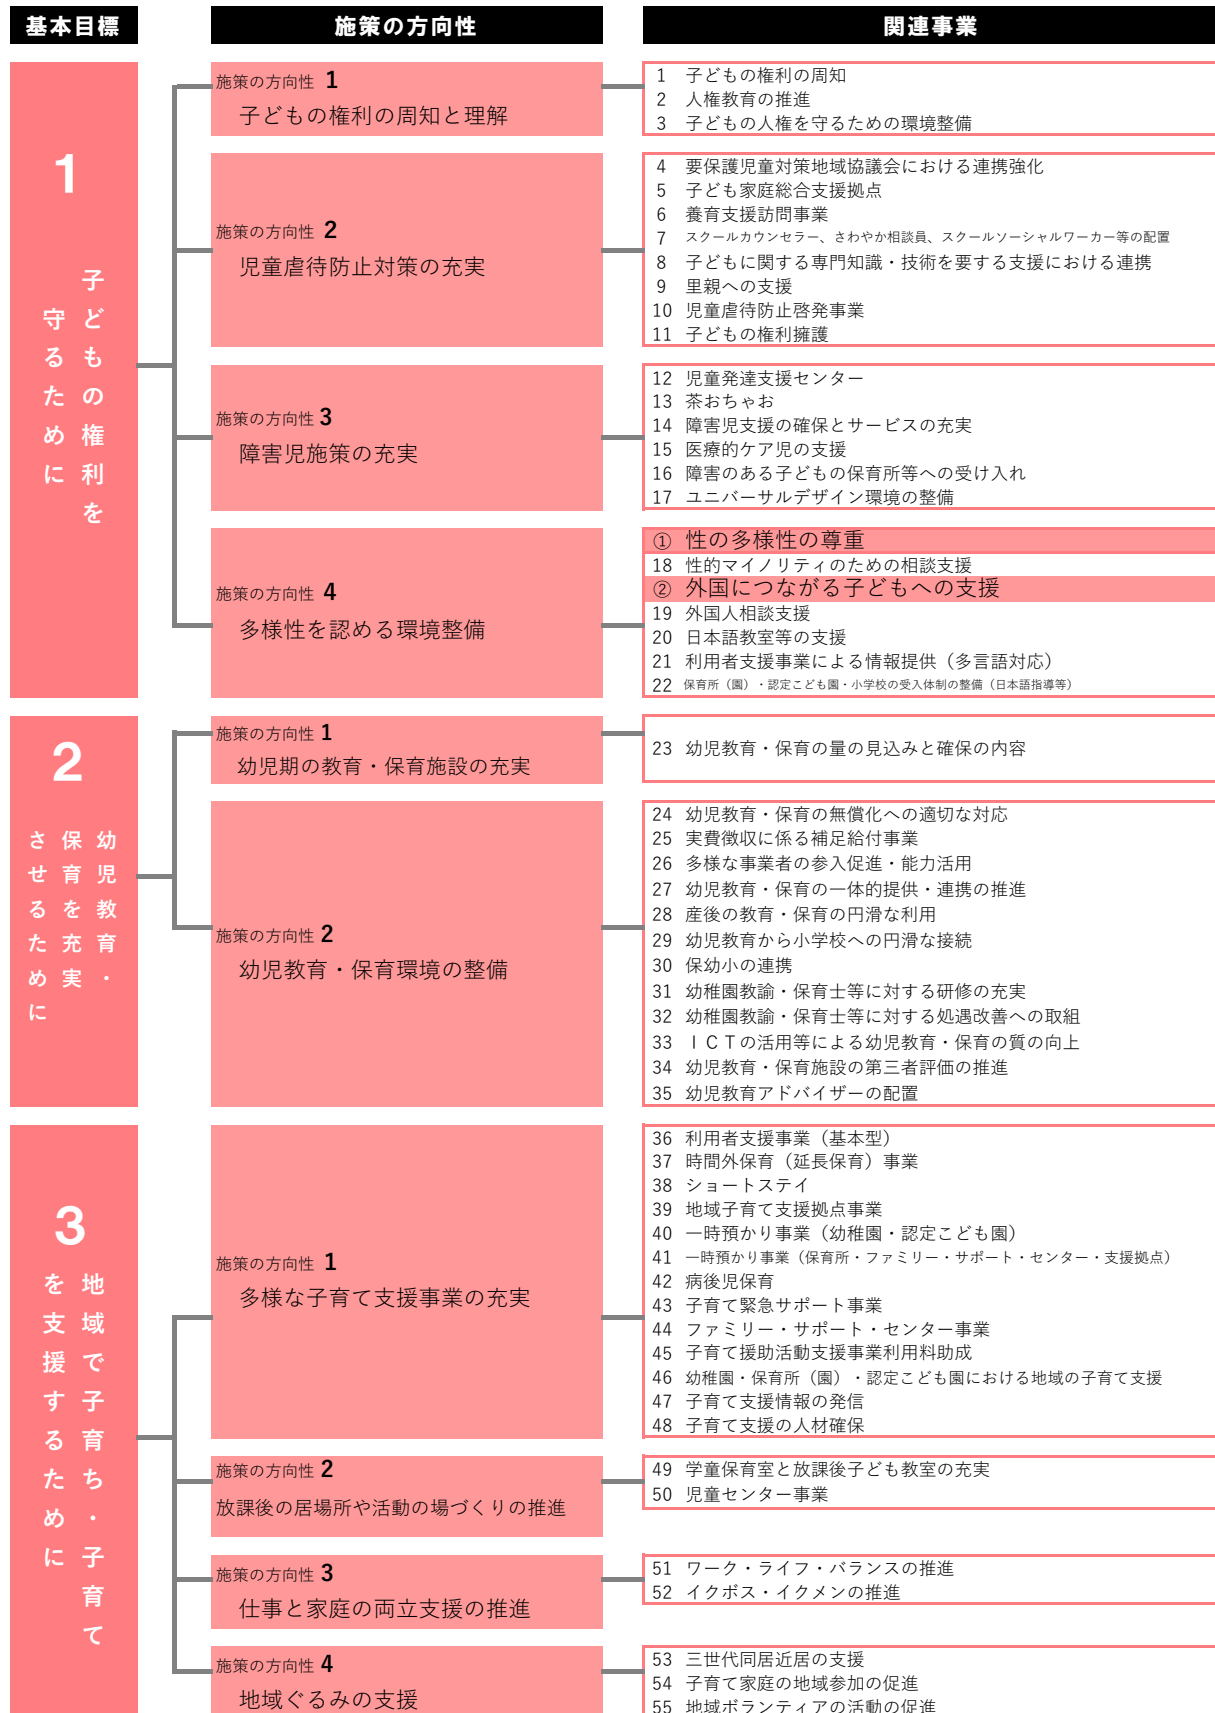 基本目標
施策の方向性
関連事業
1
子どもの権利を
守るために
施策の方向性 1
子どもの権利の周知と理解
1 子どもの権利の周知
2 人権教育の推進
3 子どもの人権を守るための環境整備
施策の方向性 2
児童虐待防止対策の充実
4 要保護児童対策地域協議会における連携強化
5 子ども家庭総合支援拠点
6 養育支援訪問事業
7 スクールカウンセラー、さわやか相談員、スクールソーシャルワーカー等の配置
8 子どもに関する専門知識・技術を要する支援における連携
9 里親への支援
10 児童虐待防止啓発事業
11 子どもの権利擁護
施策の方向性 3
障害児施策の充実
12 児童発達支援センター
13 茶おちゃお
14 障害児支援の確保とサービスの充実
15 医療的ケア児の支援
16 障害のある子どもの保育所等への受け入れ
17 ユニバーサルデザイン環境の整備
施策の方向性 4
多様性を認める環境整備
① 性の多様性の尊重
18 性的マイノリティのための相談支援
② 外国につながる子どもへの支援
19 外国人相談支援
20 日本語教室等の支援
21 利用者支援事業による情報提供（多言語対応）
22 保育所（園）・認定こども園・小学校の受入体制の整備（日本語指導等）
2
幼児教育・
保育を充実
させるために
施策の方向性 1
幼児期の教育・保育施設の充実
23 幼児教育・保育の量の見込みと確保の内容
施策の方向性 2
幼児教育・保育環境の整備
24 幼児教育・保育の無償化への適切な対応
25 実費徴収に係る補足給付事業
26 多様な事業者の参入促進・能力活用
27 幼児教育・保育の一体的提供・連携の推進
28 産後の教育・保育の円滑な利用
29 幼児教育から小学校への円滑な接続
30 保幼小の連携
31 幼稚園教諭・保育士等に対する研修の充実
32 幼稚園教諭・保育士等に対する処遇改善への取組
33 ＩＣＴの活用等による幼児教育・保育の質の向上
34 幼児教育・保育施設の第三者評価の推進
35 幼児教育アドバイザーの配置
3
地域で子育ち・子育て
を支援するために
施策の方向性 1
多様な子育て支援事業の充実
36 利用者支援事業（基本型）
37 時間外保育（延長保育）事業
38 ショートステイ
39 地域子育て支援拠点事業
40 一時預かり事業（幼稚園・認定こども園）
41 一時預かり事業（保育所・ファミリー・サポート・センター・支援拠点）
42 病後児保育
43 子育て緊急サポート事業
44 ファミリー・サポート・センター事業
45 子育て援助活動支援事業利用料助成
46 幼稚園・保育所（園）・認定こども園における地域の子育て支援
47 子育て支援情報の発信
48 子育て支援の人材確保
施策の方向性 2
放課後の居場所や活動の場づくりの推進
49 学童保育室と放課後子ども教室の充実
50 児童センター事業
施策の方向性 3
仕事と家庭の両立支援の推進
51 ワーク・ライフ・バランスの推進
52 イクボス・イクメンの推進
施策の方向性 4
地域ぐるみの支援
53 三世代同居近居の支援
54 子育て家庭の地域参加の促進
55 地域ボランティアの活動の促進